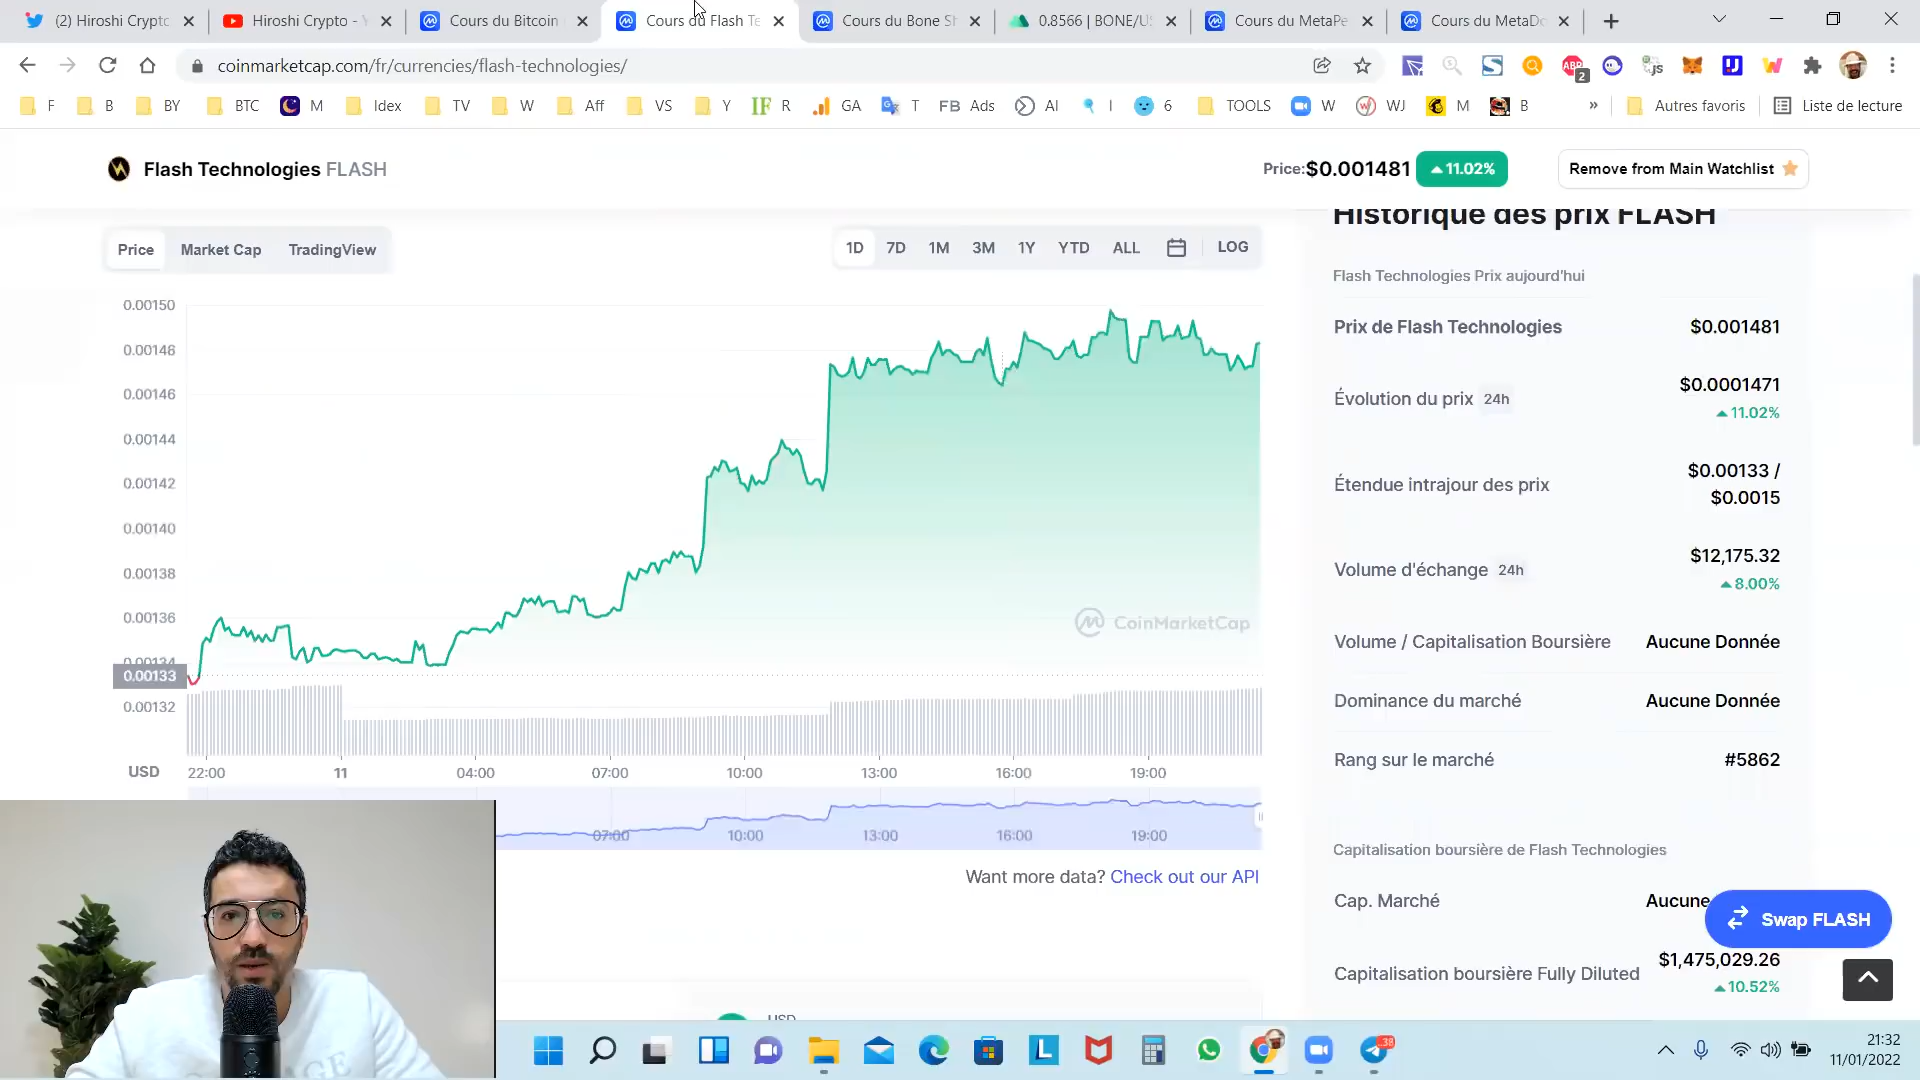 (2) Hiroshi Crypto
Hiroshi Crypto -
Cours du Bitcoin
Cours du Flash Te
Cours du Bone Sh
0.8566 | BONE/US
Cours du MetaPe
Cours du MetaDo
coinmarketcap.com/fr/currencies/flash-technologies/
ABP
2
F B BY BTC M Idex TV W Aff VS Y IF R GA T FB Ads AI I 6 TOOLS W WJ M B » Autres favoris Liste de lecture
Flash Technologies FLASH
Price:$0.001481 11.02%
Remove from Main Watchlist
Price Market Cap TradingView
1D 7D 1M 3M 1Y YTD ALL LOG
0.00150
0.00148
0.00146
0.00144
0.00142
0.00140
0.00138
0.00136
0.00134
0.00133
0.00132
CoinMarketCap
USD
22:00 11 04:00 07:00 10:00 13:00 16:00 19:00
07:00 10:00 13:00 16:00 19:00
Want more data? Check out our API
USD
Historique des prix FLASH
Flash Technologies Prix aujourd'hui
Prix de Flash Technologies $0.001481
Évolution du prix 24h $0.0001471
11.02%
Étendue intrajour des prix $0.00133 /
$0.0015
Volume d'échange 24h $12,175.32
8.00%
Volume / Capitalisation Boursière Aucune Donnée
Dominance du marché Aucune Donnée
Rang sur le marché #5862
Capitalisation boursière de Flash Technologies
Cap. Marché Aucune
Swap FLASH
Capitalisation boursière Fully Diluted $1,475,029.26
10.52%
38
21:32
11/01/2022